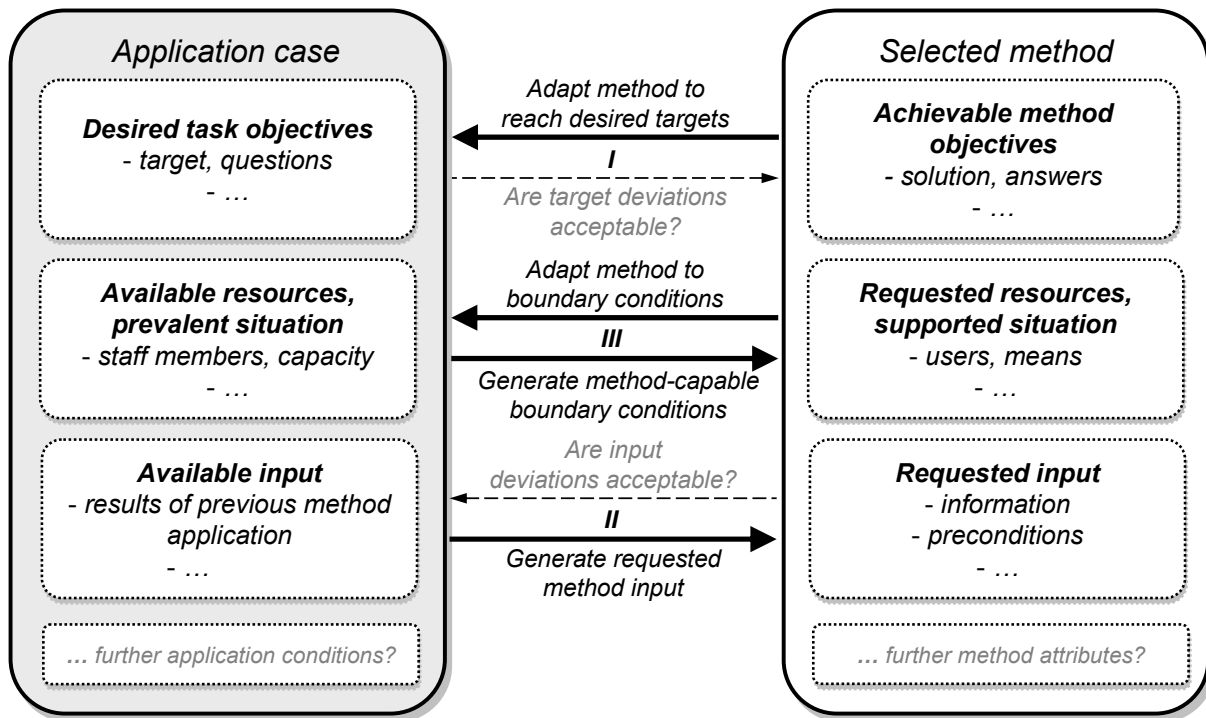 Application case
Desired task objectives
- target, questions
- …
Available resources,
prevalent situation
- staff members, capacity
- …
Available input
- results of previous method
application
- …
… further application conditions?
Adapt method to
reach desired targets
I
Are target deviations
acceptable?
Adapt method to
boundary conditions
III
Generate method-capable
boundary conditions
Are input
deviations acceptable?
II
Generate requested
method input
Selected method
Achievable method
objectives
- solution, answers
- …
Requested resources,
supported situation
- users, means
- …
Requested input
- information
- preconditions
- …
… further method attributes?